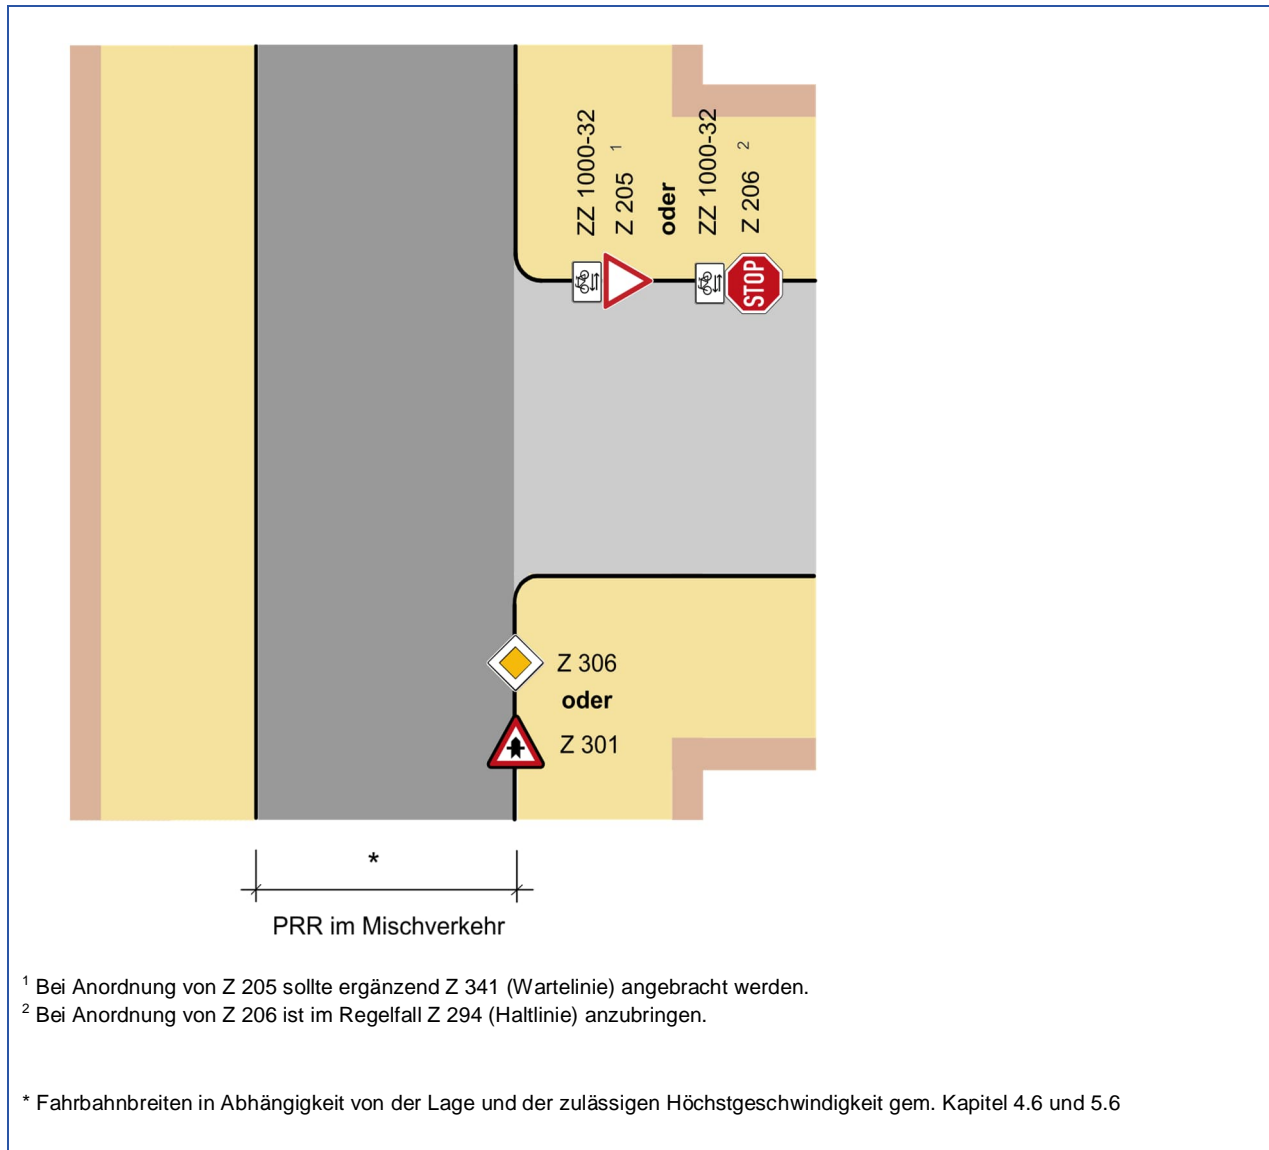 ZZ 1000-32
Z 205 ¹
oder
ZZ 1000-32
Z 206 ²
STOP
Z 306
oder
Z 301
*
PRR im Mischverkehr
¹ Bei Anordnung von Z 205 sollte ergänzend Z 341 (Wartelinie) angebracht werden.
² Bei Anordnung von Z 206 ist im Regelfall Z 294 (Haltlinie) anzubringen.
* Fahrbahnbreiten in Abhängigkeit von der Lage und der zulässigen Höchstgeschwindigkeit gem. Kapitel 4.6 und 5.6